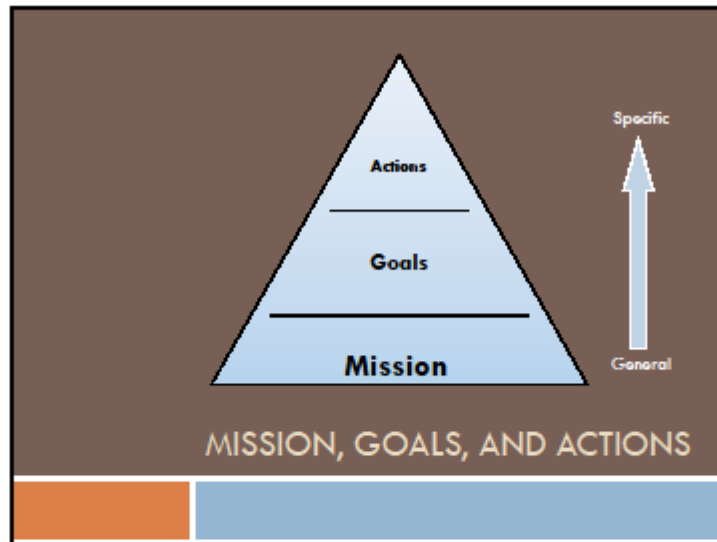 Specific
Actions
Goals
Mission
General
MISSION, GOALS, AND ACTIONS